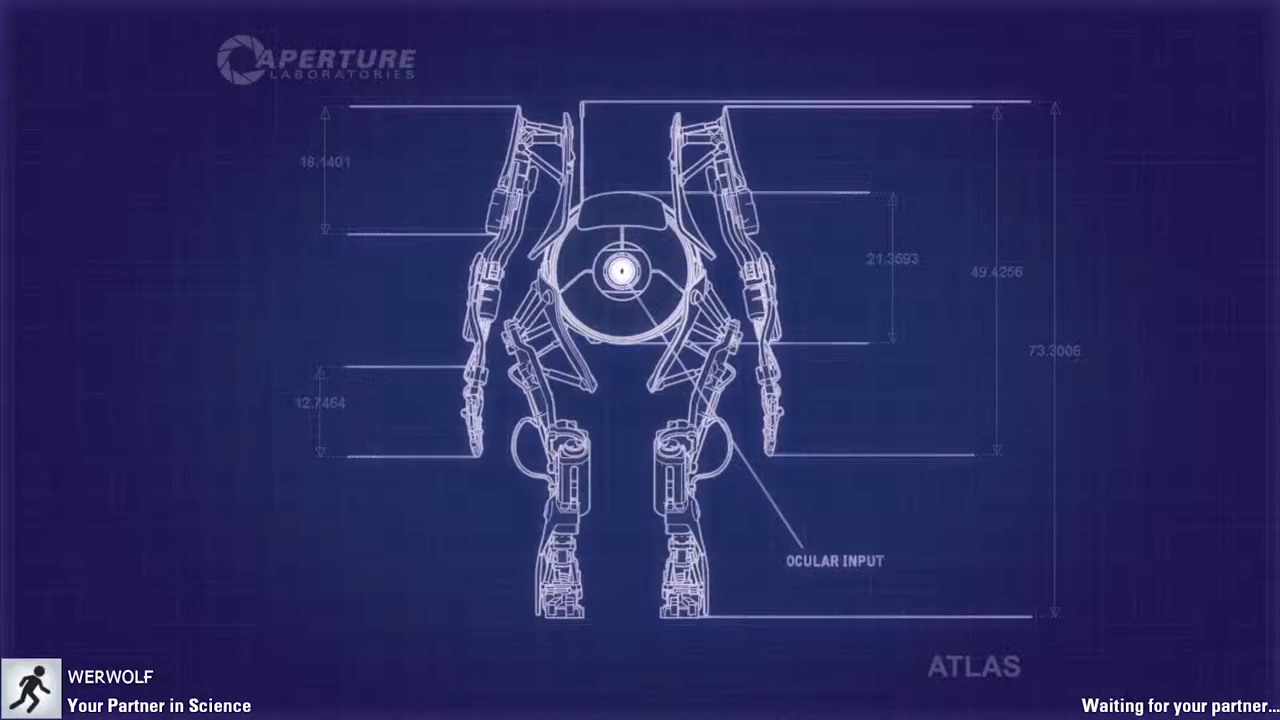 APERTURE
LABORATORIES
16.1401
21.3593
49.4256
73.3006
12.7464
OCULAR INPUT
ATLAS
WERWOLF
Your Partner in Science
Waiting for your partner...